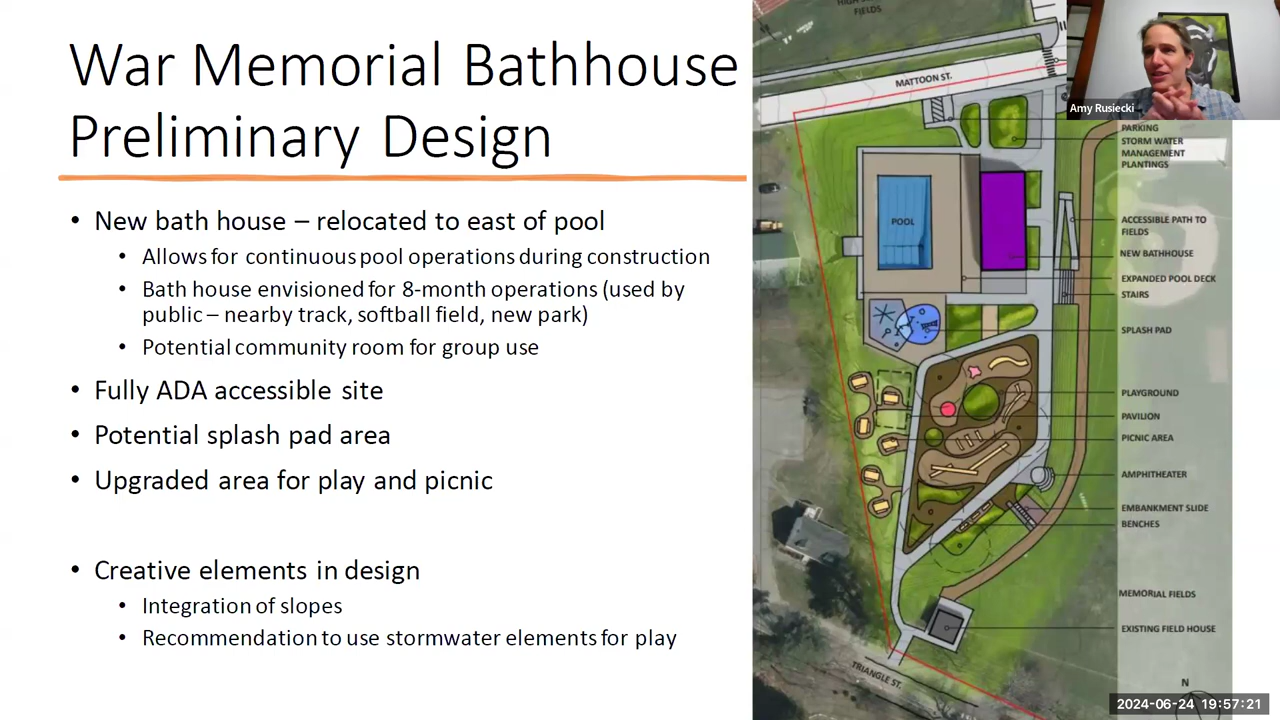 War Memorial Bathhouse
Preliminary Design
• New bath house – relocated to east of pool
• Allows for continuous pool operations during construction
• Bath house envisioned for 8-month operations (used by
public – nearby track, softball field, new park)
• Potential community room for group use
• Fully ADA accessible site
• Potential splash pad area
• Upgraded area for play and picnic
• Creative elements in design
• Integration of slopes
• Recommendation to use stormwater elements for play
FIELDS
MATTOON ST.
Amy Rusiecki
PARKING
STORM WATER
MANAGEMENT
PLANTINGS
POOL
ACCESSIBLE PATH TO
FIELDS
NEW BATHHOUSE
EXPANDED POOL DECK
STAIRS
SPLASH PAD
PLAYGROUND
PAVILION
PICNIC AREA
AMPHITHEATER
EMBANKMENT SLIDE
BENCHES
MEMORIAL FIELDS
EXISTING FIELD HOUSE
TRIANGLE ST.
N
2024-06-24 19:57:21